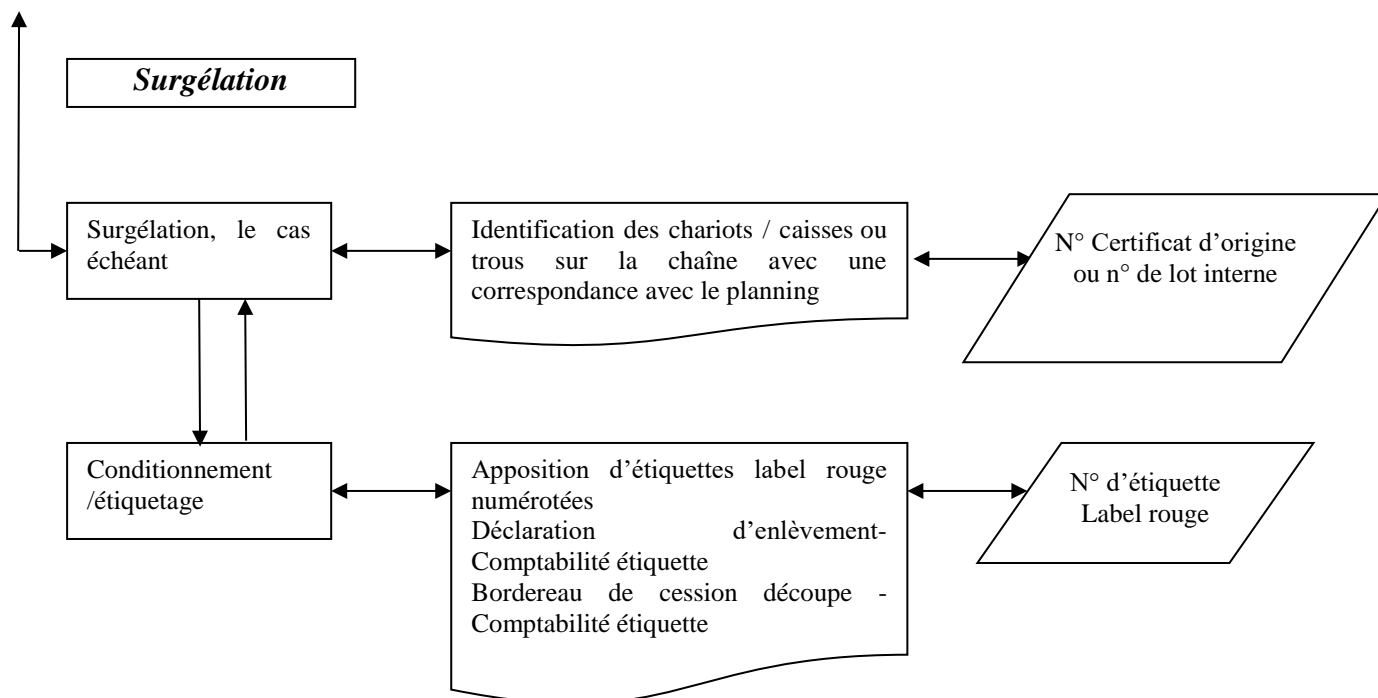 Surgélation
Surgélation, le cas
échéant
Identification des chariots / caisses ou
trous sur la chaîne avec une
correspondance avec le planning
N° Certificat d'origine
ou n° de lot interne
Conditionnement
/étiquetage
Apposition d'étiquettes label rouge
numérotées
Déclaration d'enlèvement-
Comptabilité étiquette
Bordereau de cession découpe -
Comptabilité étiquette
N° d'étiquette
Label rouge